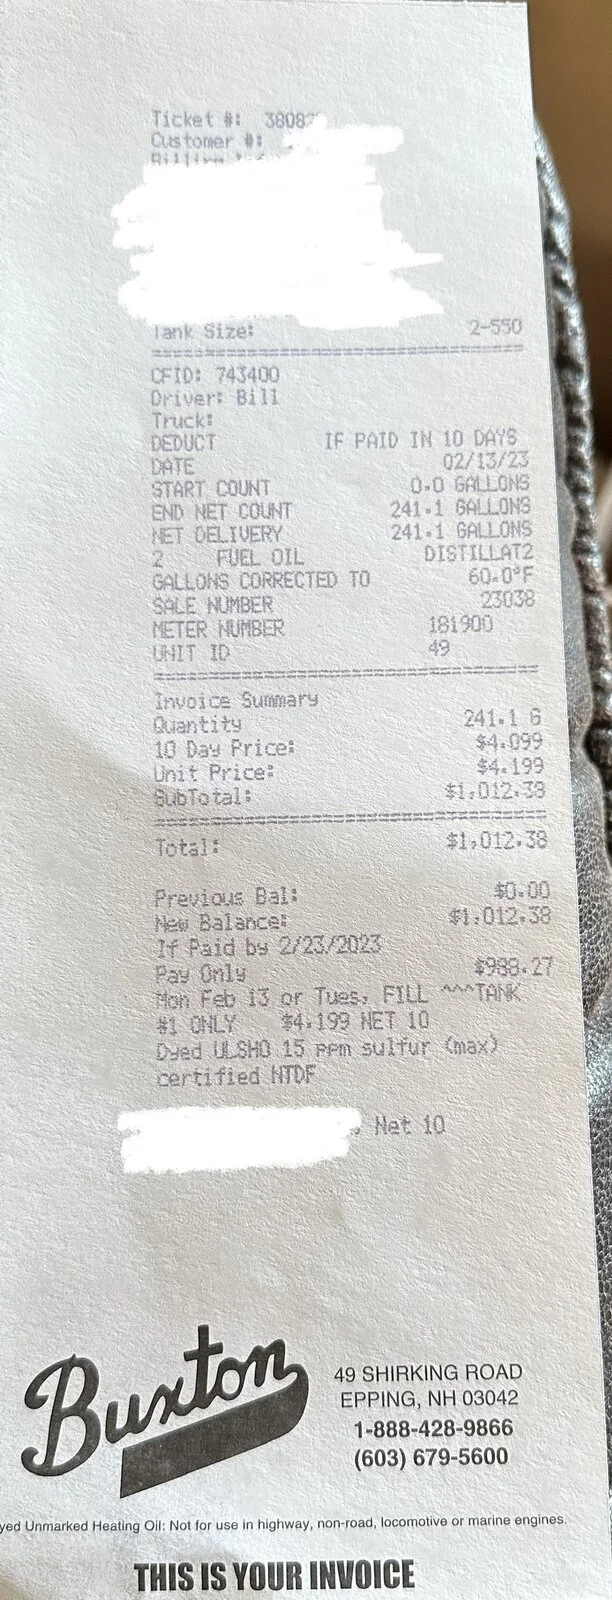 Ticket #: 3808
Customer #:
Tank Size: 2-550
CFID: 743400
Driver: Bill
Truck:
DEDUCT IF PAID IN 10 DAYS
DATE 02/13/23
START COUNT 0.0 GALLONS
END NET COUNT 241.1 GALLONS
NET DELIVERY 241.1 GALLONS
2 FUEL OIL DISTILLAT2
GALLONS CORRECTED TO 60.0°F
SALE NUMBER 23038
METER NUMBER 181900
UNIT ID 49
Invoice Summary
Quantity 241.1 G
10 Day Price: $4.099
Unit Price: $4.199
SubTotal: $1,012.38
Total: $1,012.38
Previous Bal: $0.00
New Balance: $1,012.38
If Paid by 2/23/2023
Pay Only $988.27
Mon Feb 13 or Tues, FILL ^^^TANK
#1 ONLY $4.199 NET 10
Dyed ULSHO 15 ppm sulfur (max)
certified NTDF
, Net 10
Buxton
49 SHIRKING ROAD
EPPING, NH 03042
1-888-428-9866
(603) 679-5600
yed Unmarked Heating Oil: Not for use in highway, non-road, locomotive or marine engines.
THIS IS YOUR INVOICE